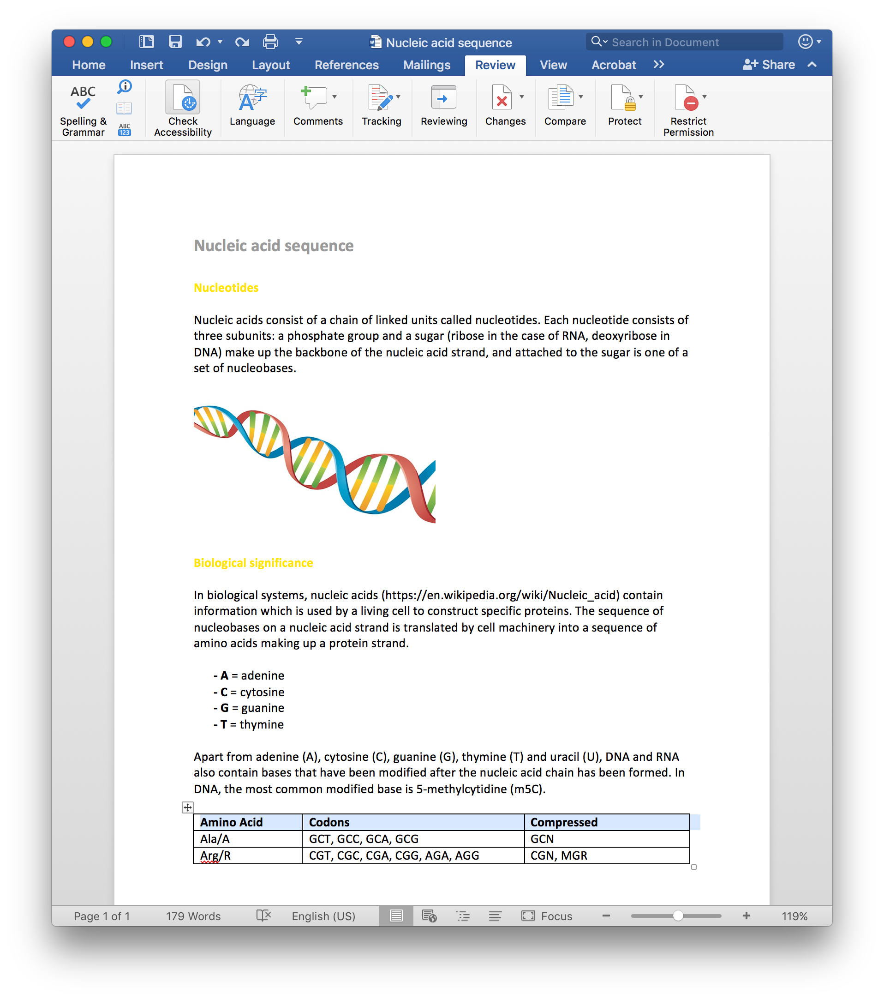 Nucleic acid sequence
Search in Document
Home Insert Design Layout References Mailings Review View Acrobat >> Share
ABC
Spelling & Grammar
ABC
123
Check Accessibility
A字
Language
Comments
Tracking
Reviewing
Changes
Compare
Protect
Restrict Permission
Nucleic acid sequence
Nucleotides
Nucleic acids consist of a chain of linked units called nucleotides. Each nucleotide consists of
three subunits: a phosphate group and a sugar (ribose in the case of RNA, deoxyribose in
DNA) make up the backbone of the nucleic acid strand, and attached to the sugar is one of a
set of nucleobases.
Biological significance
In biological systems, nucleic acids (https://en.wikipedia.org/wiki/Nucleic_acid) contain
information which is used by a living cell to construct specific proteins. The sequence of
nucleobases on a nucleic acid strand is translated by cell machinery into a sequence of
amino acids making up a protein strand.
- A = adenine
- C = cytosine
- G = guanine
- T = thymine
Apart from adenine (A), cytosine (C), guanine (G), thymine (T) and uracil (U), DNA and RNA
also contain bases that have been modified after the nucleic acid chain has been formed. In
DNA, the most common modified base is 5-methylcytidine (m5C).
Amino Acid Codons Compressed
Ala/A GCT, GCC, GCA, GCG GCN
Arg/R CGT, CGC, CGA, CGG, AGA, AGG CGN, MGR
Page 1 of 1 179 Words English (US) Focus 119%